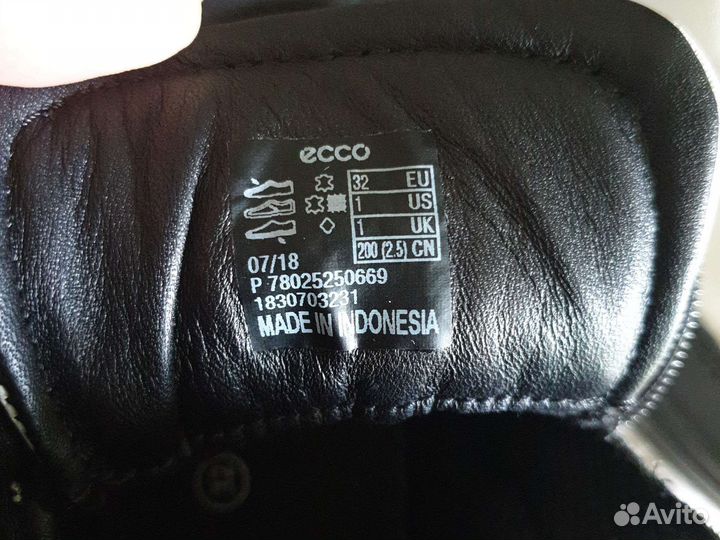 ecco
32 EU
1 US
1 UK
200 (2.5) CN
07/18
P 78025250669
1830703231
MADE IN INDONESIA
Avito